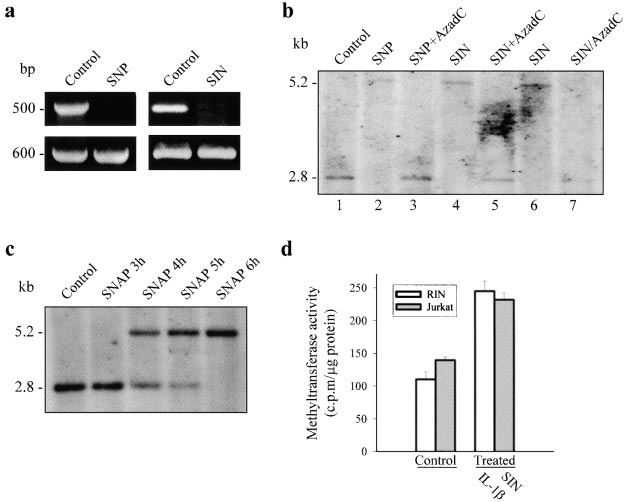 a
bp
Control
SNP
Control
SIN
500 -
600 -
b
kb
Control
SNP
SNP+AzadC
SIN
SIN+AzadC
SIN
SIN/AzadC
5.2 -
2.8 -
1 2 3 4 5 6 7
c
kb
Control
SNAP 3h
SNAP 4h
SNAP 5h
SNAP 6h
5.2 -
2.8 -
d
Methyltransferase activity
(c.p.m/µg protein)
250
200
150
100
50
0
RIN
Jurkat
Control Treated
IL-1β SIN